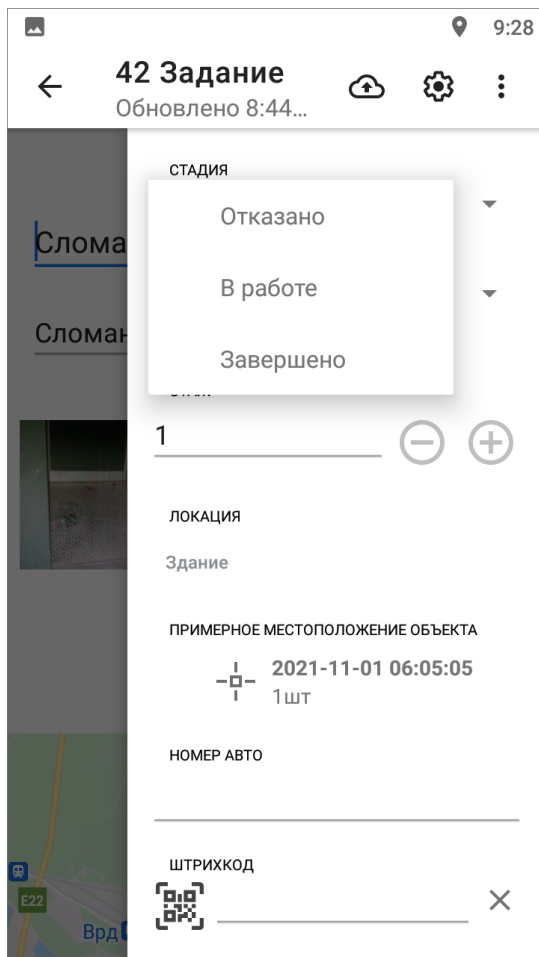 9:28
42 Задание
Обновлено 8:44...
СТАДИЯ
Отказано
В работе
Завершено
Слома
Слома
1
ЛОКАЦИЯ
Здание
ПРИМЕРНОЕ МЕСТОПОЛОЖЕНИЕ ОБЪЕКТА
2021-11-01 06:05:05
1шт
НОМЕР АВТО
ШТРИХКОД
E22
Врд